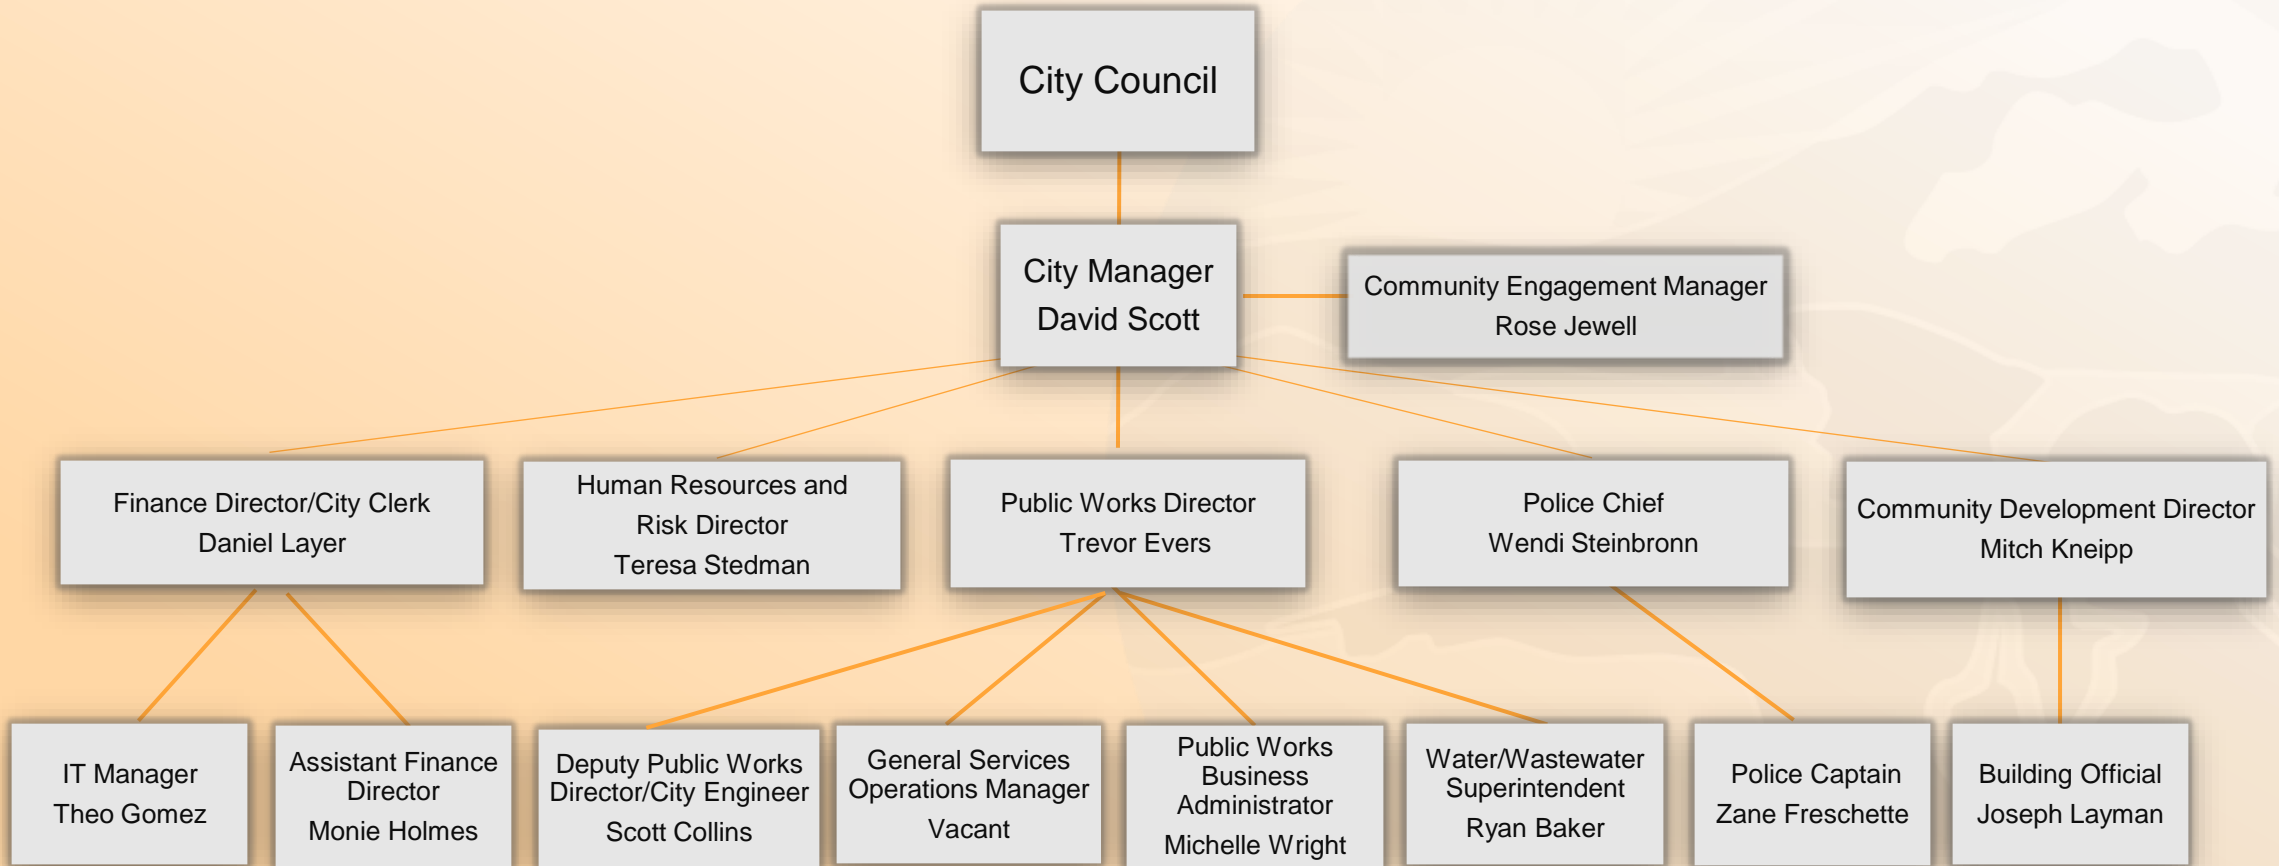 City Council
City Manager
David Scott
Community Engagement Manager
Rose Jewell
Finance Director/City Clerk
Daniel Layer
Human Resources and
Risk Director
Teresa Stedman
Public Works Director
Trevor Evers
Police Chief
Wendi Steinbronn
Community Development Director
Mitch Kneipp
IT Manager
Theo Gomez
Assistant Finance
Director
Monie Holmes
Deputy Public Works
Director/City Engineer
Scott Collins
General Services
Operations Manager
Vacant
Public Works
Business
Administrator
Michelle Wright
Water/Wastewater
Superintendent
Ryan Baker
Police Captain
Zane Freschette
Building Official
Joseph Layman